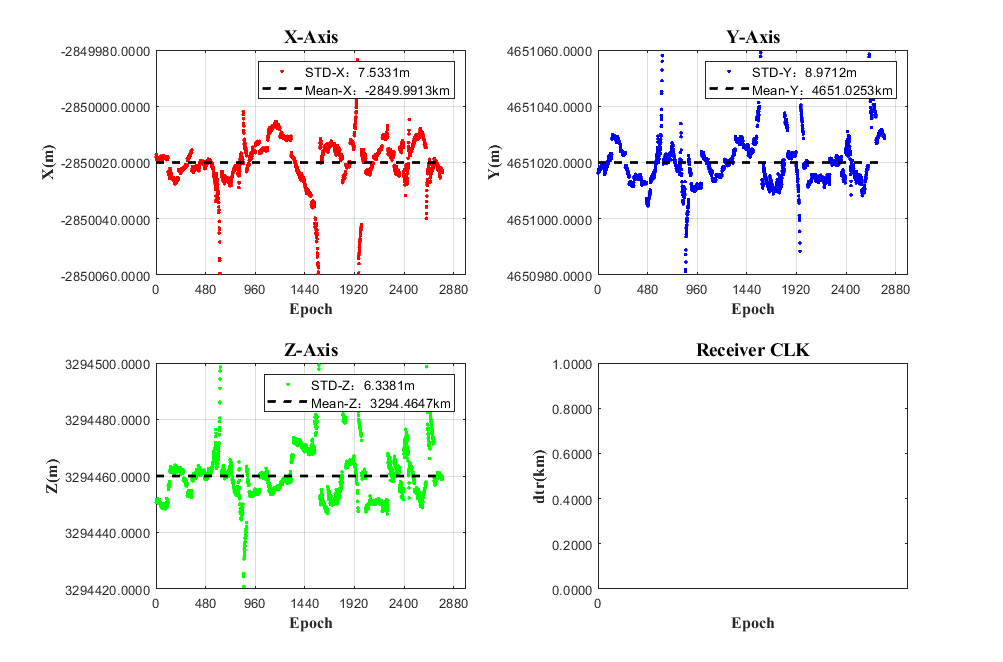 X-Axis
X(m)
-2849980.0000
-2850000.0000
-2850020.0000
-2850040.0000
-2850060.0000
STD-X：7.5331m
Mean-X：-2849.9913km
0 480 960 1440 1920 2400 2880
Epoch
Y-Axis
Y(m)
4651060.0000
4651040.0000
4651020.0000
4651000.0000
4650980.0000
STD-Y：8.9712m
Mean-Y：4651.0253km
0 480 960 1440 1920 2400 2880
Epoch
Z-Axis
Z(m)
3294500.0000
3294480.0000
3294460.0000
3294440.0000
3294420.0000
STD-Z：6.3381m
Mean-Z：3294.4647km
0 480 960 1440 1920 2400 2880
Epoch
Receiver CLK
dtr(km)
1.0000
0.8000
0.6000
0.4000
0.2000
0.0000
0
Epoch